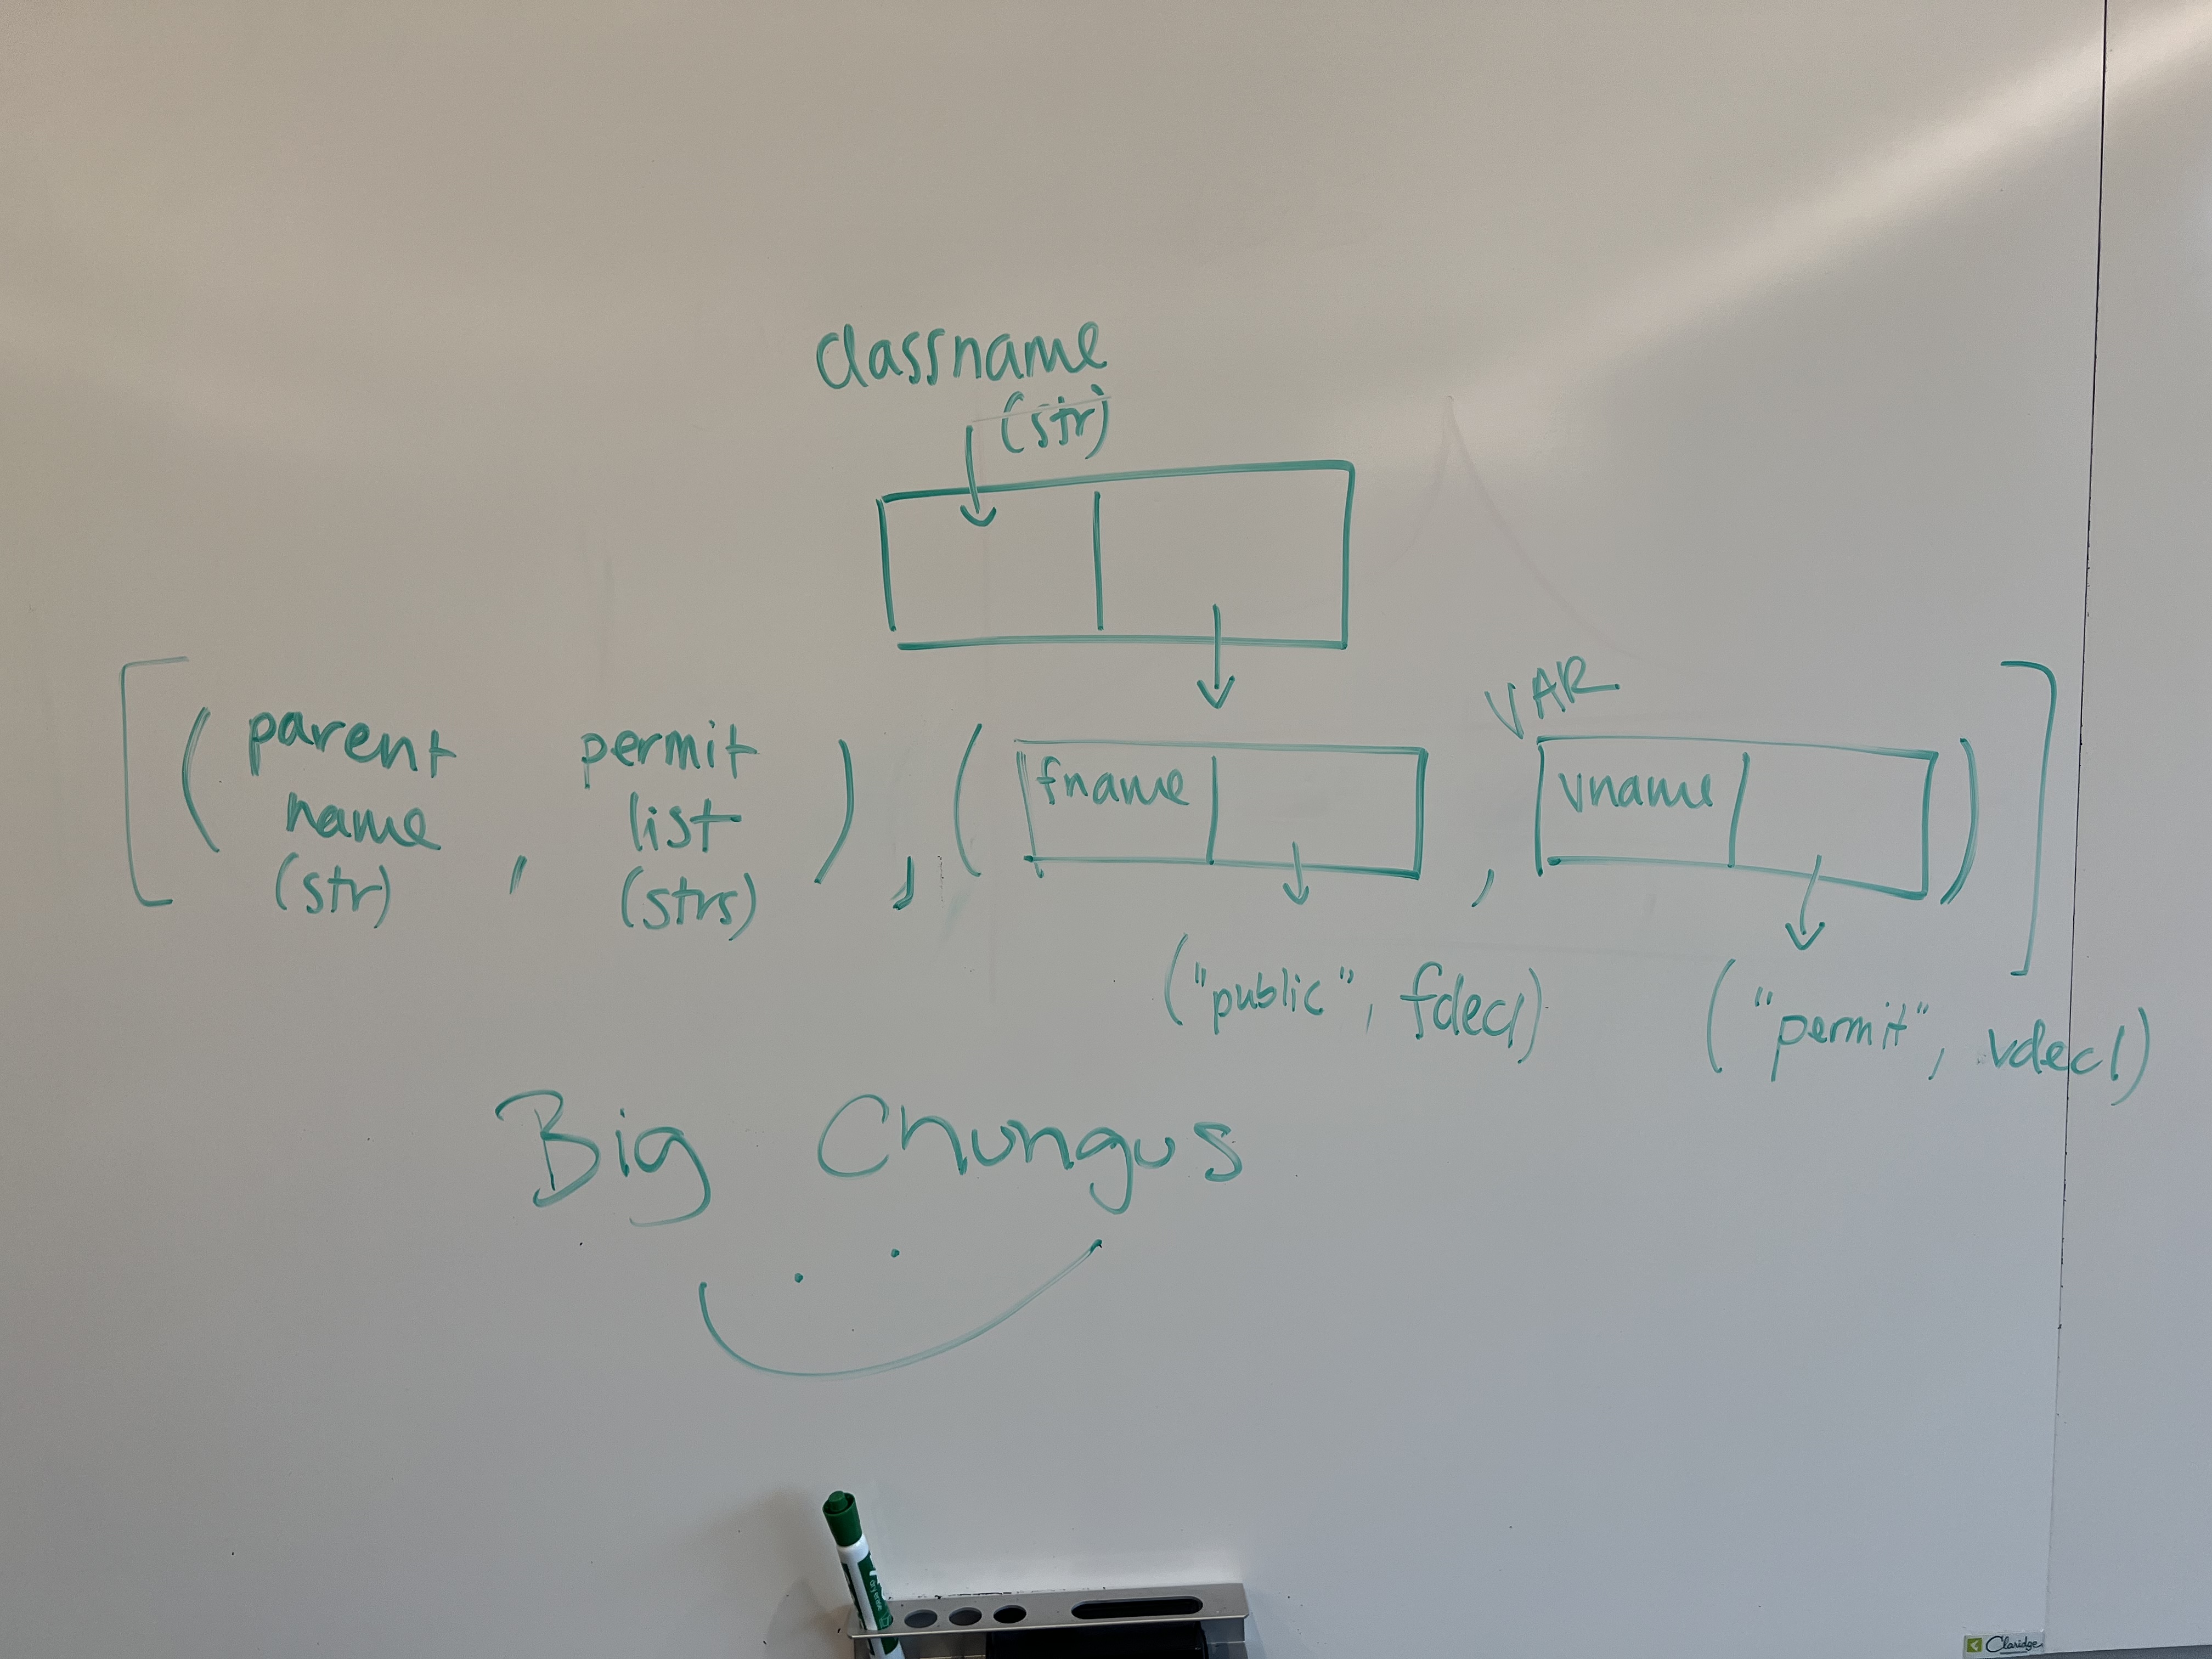 classname
(str)
VAR
[(parent name (str), permit list (strs)), (fname, vname)]
("public", fdecl)
("permit", vdecl)
Big Chungus
Claridge